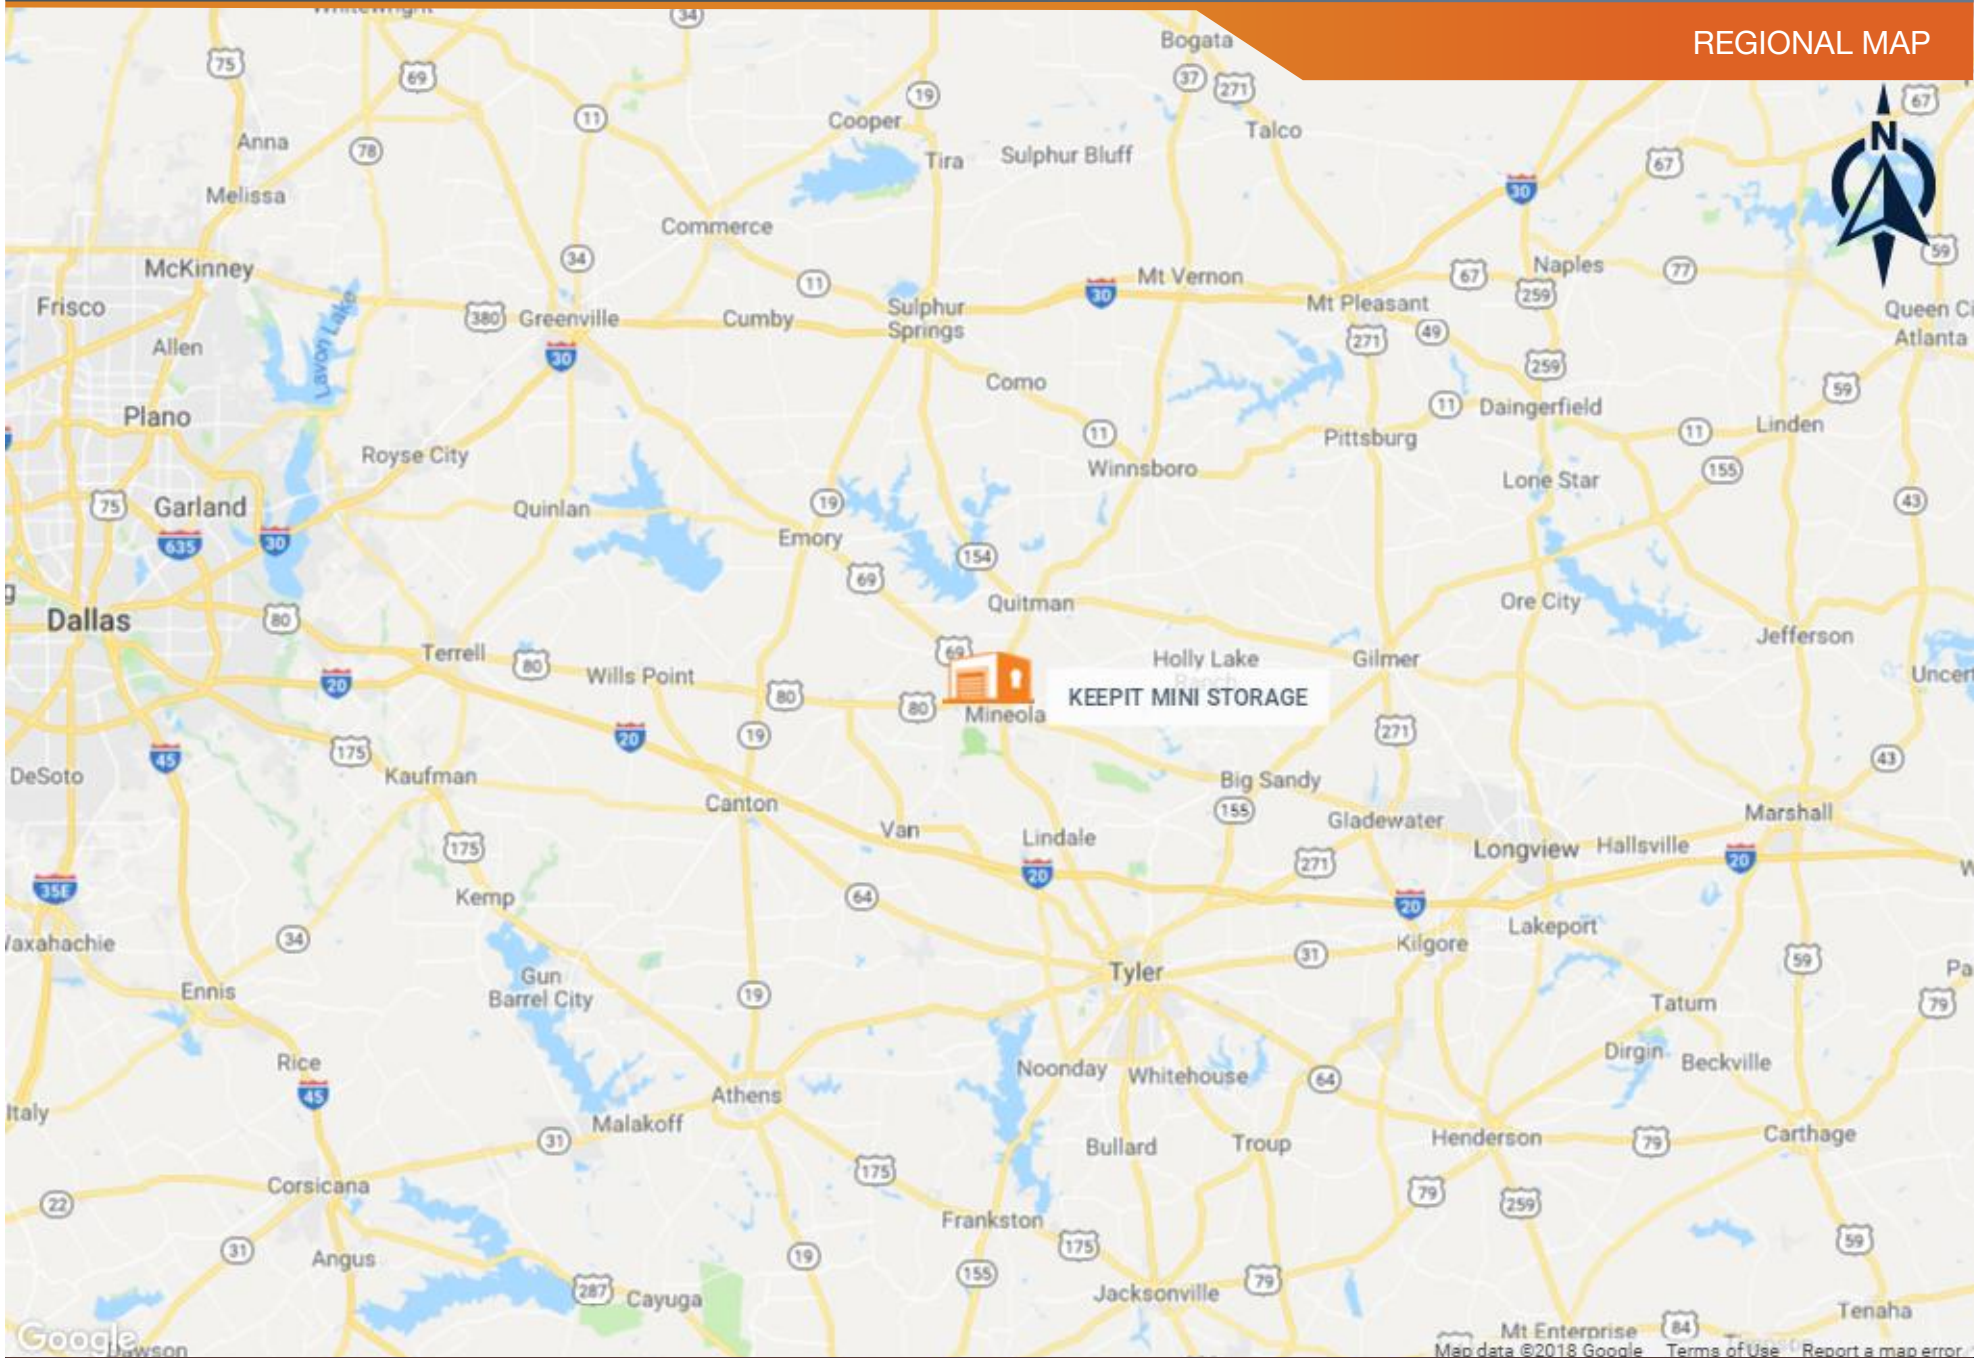 REGIONAL MAP
34
Bogata
75
69
37
271
67
19
11
Cooper
Talco
Anna
78
Tira
Sulphur Bluff
67
Melissa
30
Commerce
N
McKinney
34
59
Mt Vernon
67
Naples
77
11
30
259
Frisco
Lavon Lake
380
Greenville
Cumby
Sulphur
Springs
Mt Pleasant
Queen Ci
Allen
30
271
49
Atlanta
259
Como
59
Plano
11
Daingerfield
11
Linden
Royse City
11
Pittsburg
Winnsboro
155
Lone Star
75
Garland
Quinlan
19
43
635
30
Emory
154
69
Quitman
Ore City
Dallas
80
Jefferson
Terrell
80
69
Holly Lake
Ranch
Gilmer
Wills Point
20
80
80
KEEPIT MINI STORAGE
Uncert
Mineola
271
19
20
45
175
43
DeSoto
Kaufman
Big Sandy
Canton
155
Marshall
Van
Lindale
Gladewater
175
Longview
Hallsville
20
271
20
35E
Kemp
64
20
Lakeport
34
Kilgore
31
59
Tyler
Gun
Barrel City
Ennis
19
Tatum
79
Rice
Noonday
Whitehouse
64
Dirgin
Beckville
45
Athens
Italy
Malakoff
31
Bullard
Troup
Henderson
79
Carthage
175
Corsicana
22
79
259
Frankston
31
Angus
19
175
59
155
79
287
Cayuga
Jacksonville
Tenaha
Google
Mt Enterprise
84
Map data ©2018 Google
Terms of Use
Report a map error